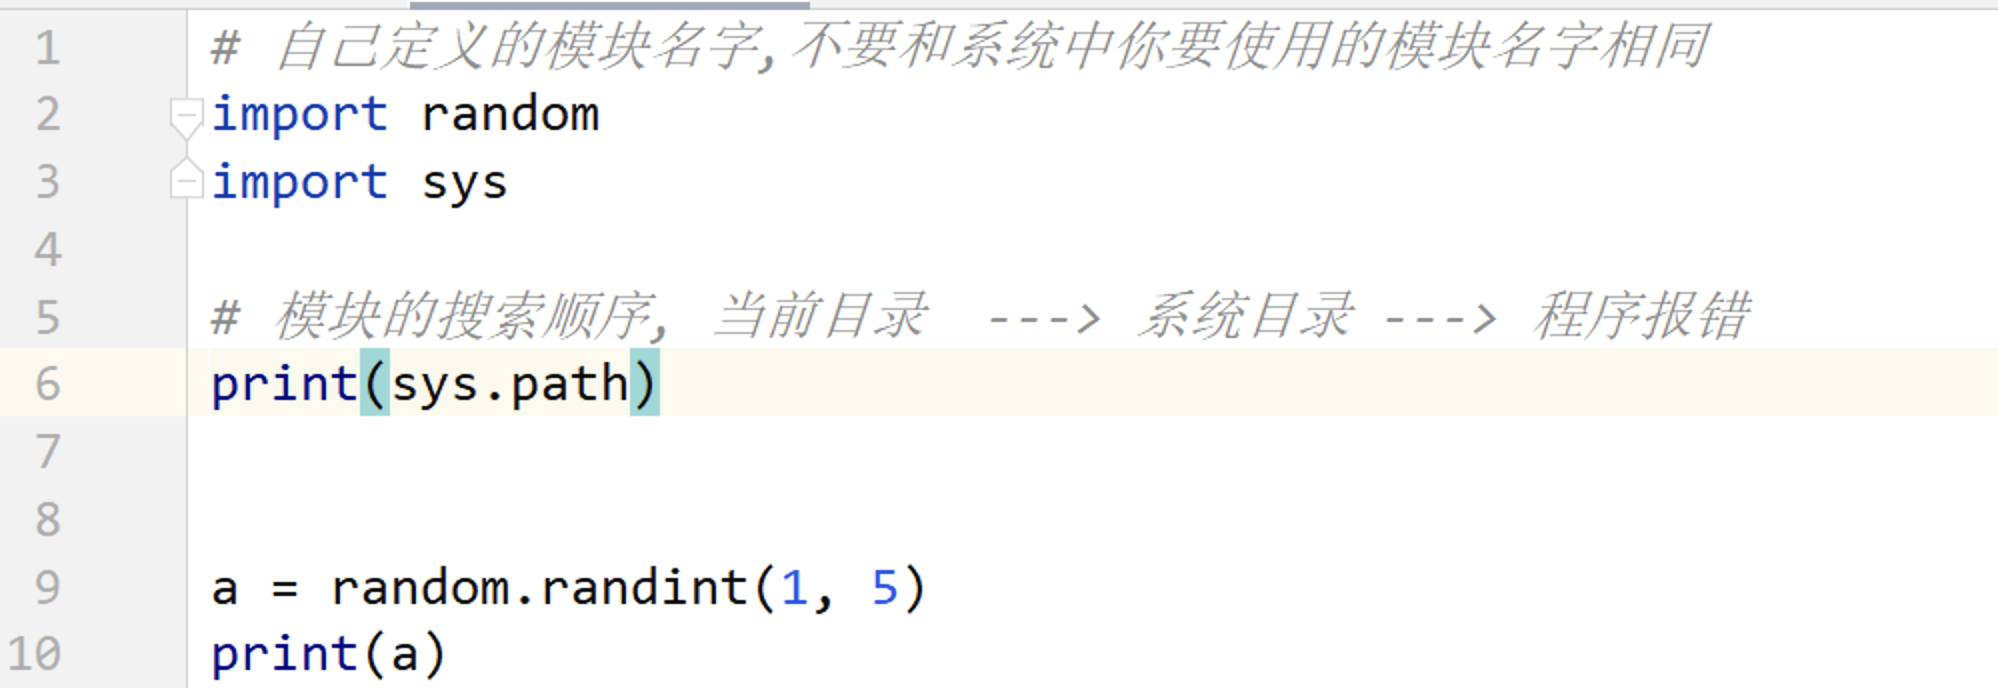 1 # 自己定义的模块名字,不要和系统中你要使用的模块名字相同
2 import random
3 import sys
4
5 # 模块的搜索顺序, 当前目录  ---> 系统目录 ---> 程序报错
6 print(sys.path)
7
8
9 a = random.randint(1, 5)
10 print(a)